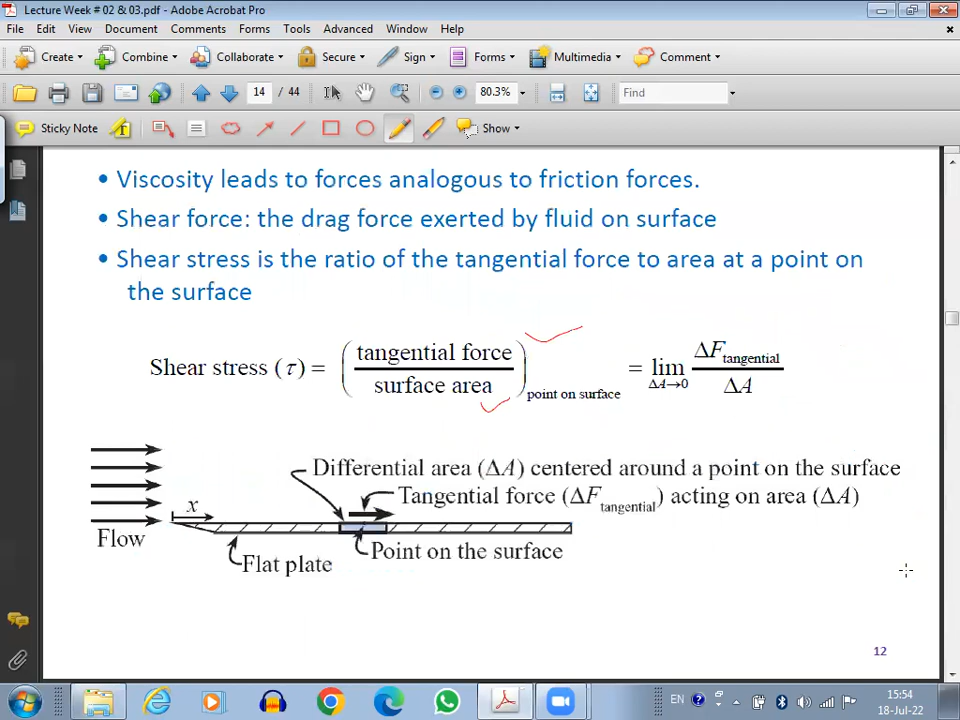 Lecture Week # 02 & 03.pdf - Adobe Acrobat Pro
File Edit View Document Comments Forms Tools Advanced Window Help
Create Combine Collaborate Secure Sign Forms Multimedia Comment
14 / 44 80.3% Find
Sticky Note Show
• Viscosity leads to forces analogous to friction forces.
• Shear force: the drag force exerted by fluid on surface
• Shear stress is the ratio of the tangential force to area at a point on
the surface
Shear stress (τ) = (tangential force / surface area) point on surface = lim ΔA→0 ΔF tangential / ΔA
Differential area (ΔA) centered around a point on the surface
Tangential force (ΔF tangential) acting on area (ΔA)
x
Flow
Point on the surface
Flat plate
12
EN 15:54
18-Jul-22